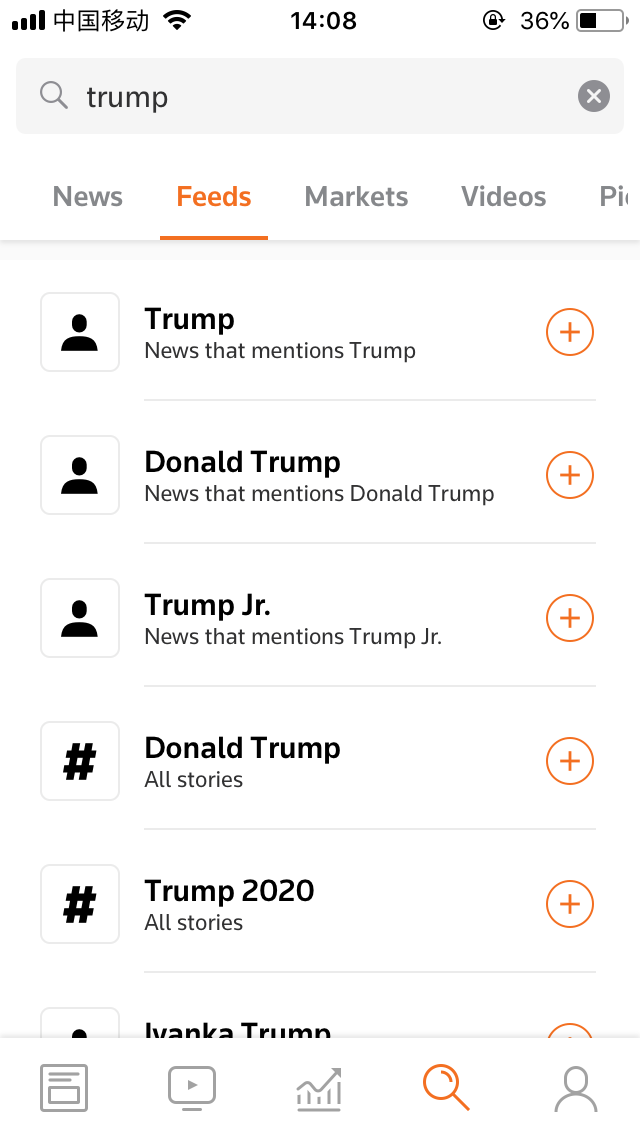 中国移动 14:08 36%
trump
News Feeds Markets Videos
Trump
News that mentions Trump
Donald Trump
News that mentions Donald Trump
Trump Jr.
News that mentions Trump Jr.
# Donald Trump
All stories
# Trump 2020
All stories
Ivanka Trump